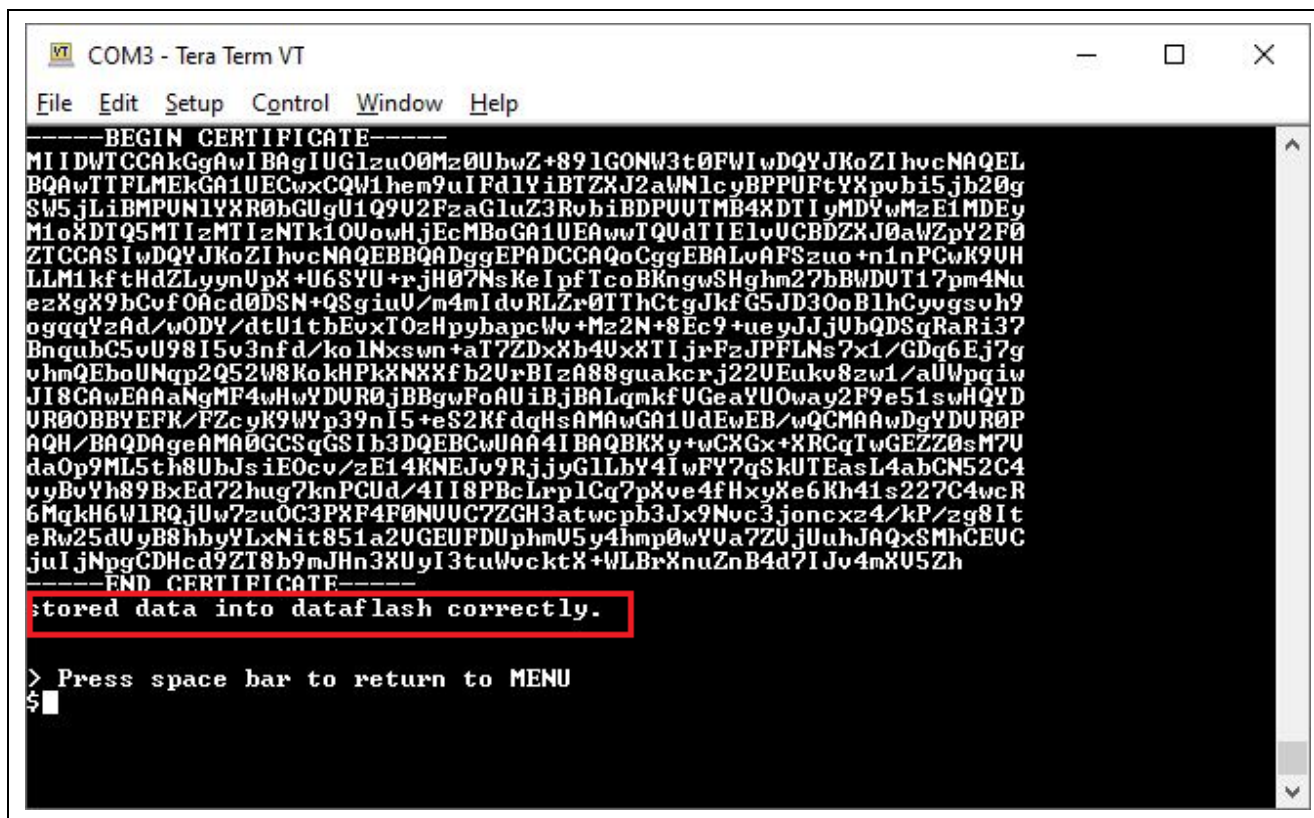 COM3 - Tera Term VT
File Edit Setup Control Window Help
-----BEGIN CERTIFICATE-----
MIIDWTCCAkGgAwIBAgIUGlzuO0Mz0UbwZ+891GONW3t0FWIwDQYJKoZIhvcNAQEL
BQAwTTFLMEkGA1UECwxCQW1hem9uIFdlYiBTZXJ2aWNlcyBPPUFtYXpvbi5jb20g
SW5jLiBMPVNlYXR0bGUgU1Q9V2FzaGluZ3RvbiBDPVVTMB4XDTIyMDYwMzE1MDEy
M1oXDTQ5MTIzMTIzNTk1OVowHjEcMBoGA1UEAwwTQVdTIElvVCBDZXJ0aWZpY2F0
ZTCCASIwDQYJKoZIhvcNAQEBBQADggEPADCCAQoCggEBALvAFSzuo+n1nPCwK9VH
LLM1kftHdZLyynVpX+U6SYU+rjH07NsKeIpfTcoBKngwSHghm27bBWDVT17pm4Nu
ezXgX9bCvfOAcd0DSN+QSgiuV/m4mIdvRLZr0TThCtgJkfG5JD3OoBlhCyvgsvh9
ogqqYzAd/wODY/dtU1tbEvxTOzHpybapcWv+Mz2N+8Ec9+ueyJJjVbQDSqRaRi37
BnqubC5vU98I5v3nfd/kolNxswn+aT7ZDxXb4VxXTIjrFzJPFLNs7x1/GDq6Ej7g
vhmQEboUNqp2Q52W8KokHPkXNXXfb2VrBIzA88guakcrj22VEukv8zw1/aUWpqiw
JI8CAwEAAaNgMF4wHwYDVR0jBBgwFoAUiBjBALqmkfVGeaYUOway2F9e51swHQYD
VR0OBBYEFK/FZcyK9WYp39nI5+eS2KfdqHsAMAwGA1UdEwEB/wQCMAAwDgYDVR0P
AQH/BAQDAgeAMA0GCSqGSIb3DQEBCwUAA4IBAQBKXy+wCXGx+XRCqTwGEZZ0sM7V
daOp9ML5th8UbJsiEOcv/zE14KNEJv9RjjyGlLbY4IwFY7qSkUTEasL4abCN52C4
vyBvYh89BxEd72hug7knPCUd/4II8PBcLrplCq7pXve4fHxyXe6Kh41s227C4wcR
6MqkH6WlRQjUw7zuOC3PXF4F0NVVC7ZGH3atwcpb3Jx9Nvc3joncxz4/kP/zg8It
eRw25dVyB8hbyYLxNit851a2VGEUFDUphmV5y4hmp0wYVa7ZVjUuhJAQxSMhCEVC
juIjNpgCDHcd9ZT8b9mJHn3XUyI3tuWvcktX+WLBrXnuZnB4d7IJv4mXV5Zh
-----END CERTIFICATE-----
stored data into dataflash correctly.
> Press space bar to return to MENU
$